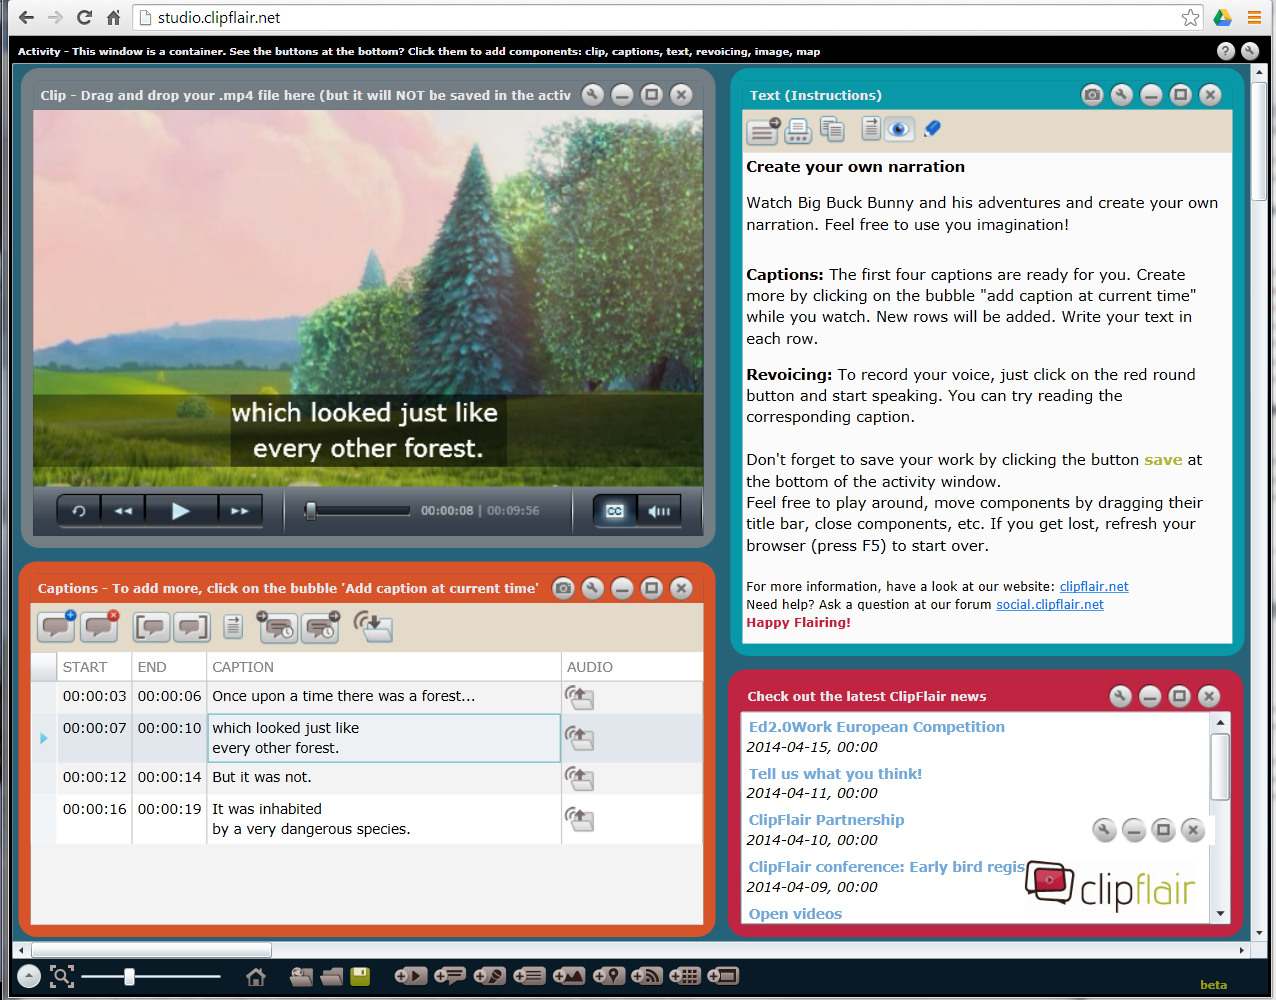 studio.clipflair.net
Activity - This window is a container. See the buttons at the bottom? Click them to add components: clip, captions, text, revoicing, image, map
Clip - Drag and drop your .mp4 file here (but it will NOT be saved in the activ
which looked just like
every other forest.
00:00:08 | 00:09:56
CC
Captions - To add more, click on the bubble 'Add caption at current time'
START END CAPTION AUDIO
00:00:03 00:00:06 Once upon a time there was a forest...
00:00:07 00:00:10 which looked just like
every other forest.
00:00:12 00:00:14 But it was not.
00:00:16 00:00:19 It was inhabited
by a very dangerous species.
Text (Instructions)
Create your own narration
Watch Big Buck Bunny and his adventures and create your own
narration. Feel free to use you imagination!
Captions: The first four captions are ready for you. Create
more by clicking on the bubble "add caption at current time"
while you watch. New rows will be added. Write your text in
each row.
Revoicing: To record your voice, just click on the red round
button and start speaking. You can try reading the
corresponding caption.
Don't forget to save your work by clicking the button save at
the bottom of the activity window.
Feel free to play around, move components by dragging their
title bar, close components, etc. If you get lost, refresh your
browser (press F5) to start over.
For more information, have a look at our website: clipflair.net
Need help? Ask a question at our forum social.clipflair.net
Happy Flairing!
Check out the latest ClipFlair news
Ed2.0Work European Competition
2014-04-15, 00:00
Tell us what you think!
2014-04-11, 00:00
ClipFlair Partnership
2014-04-10, 00:00
ClipFlair conference: Early bird regis
2014-04-09, 00:00
Open videos
clipflair
beta